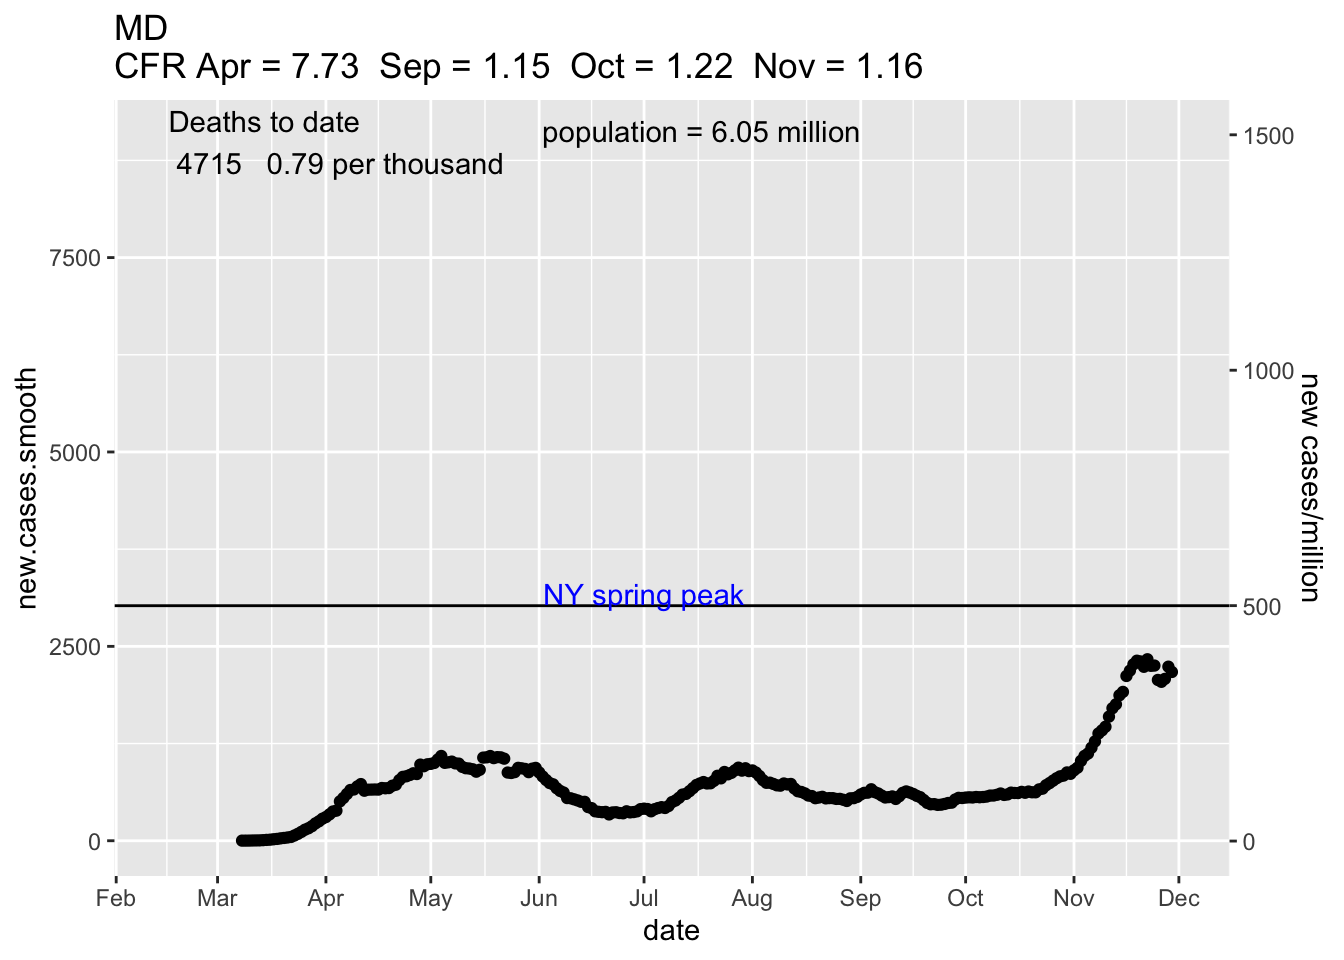 MD
CFR Apr = 7.73  Sep = 1.15  Oct = 1.22  Nov = 1.16
Deaths to date
4715   0.79 per thousand
population = 6.05 million
7500
5000
2500
0
new.cases.smooth
NY spring peak
1500
1000
500
0
new cases/million
Feb Mar Apr May Jun Jul Aug Sep Oct Nov Dec
date